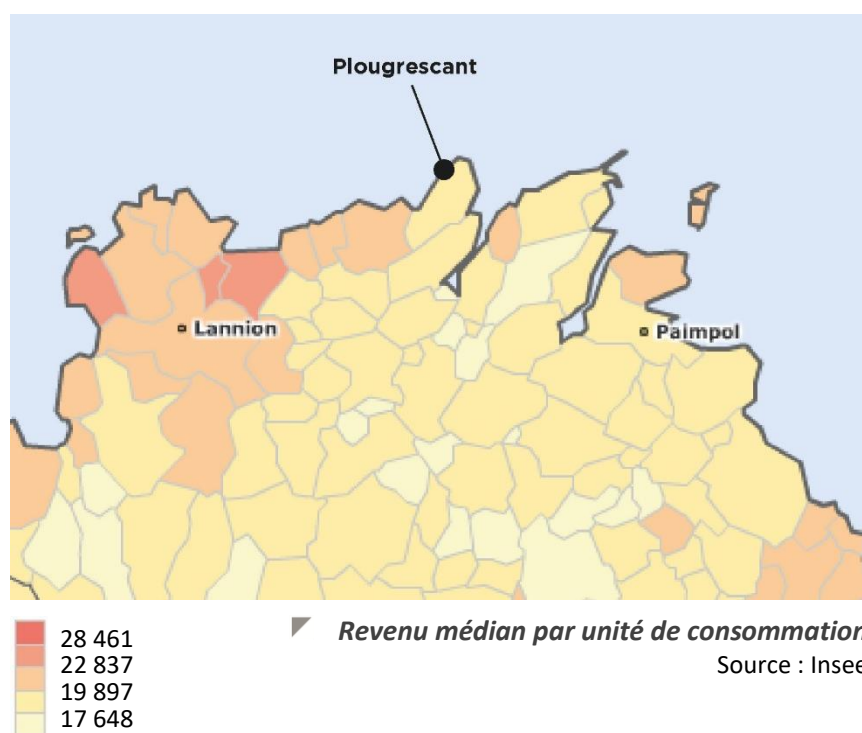 Plougrescant
Lannion
Paimpol
28 461
22 837
19 897
17 648
Revenu médian par unité de consommation
Source : Insee